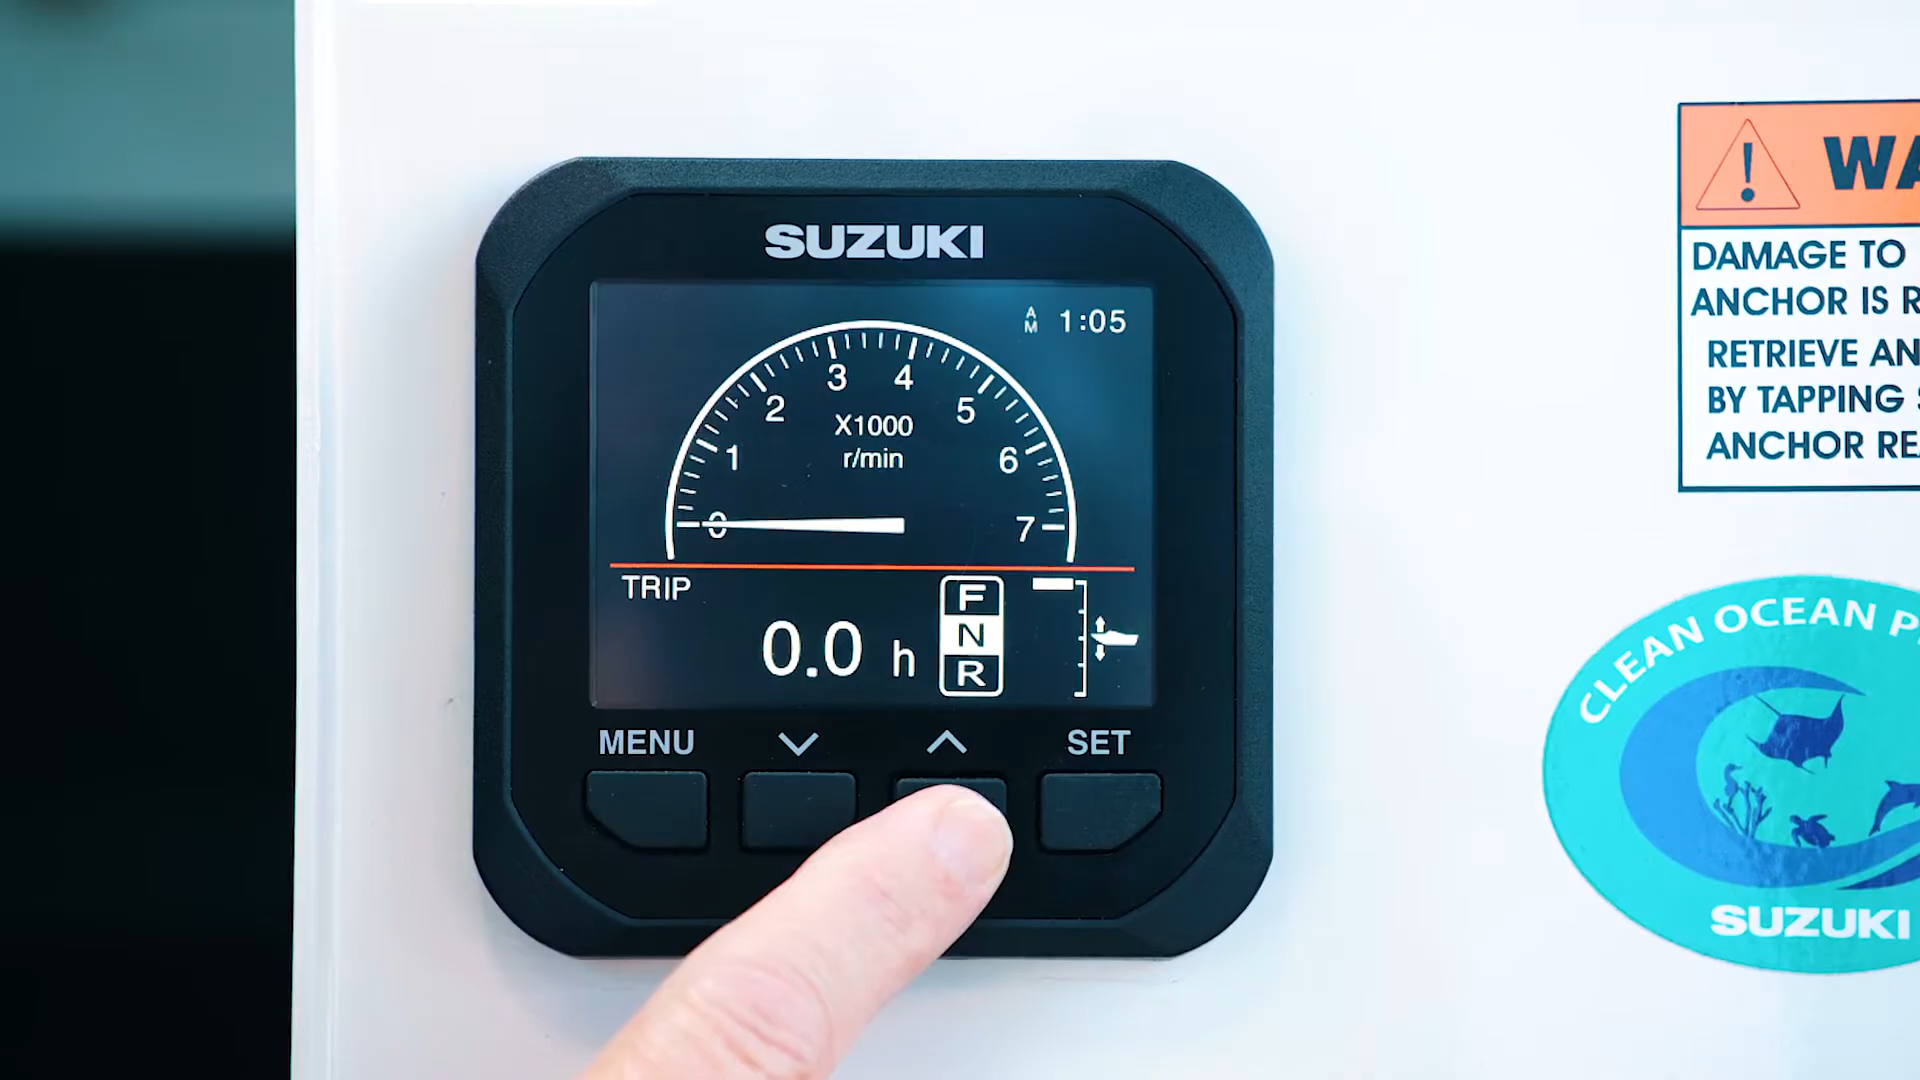 SUZUKI
AM 1:05
0 1 2 3 4 5 6 7
X1000
r/min
TRIP
0.0 h
F
N
R
MENU
SET
WA
DAMAGE TO
ANCHOR IS R
RETRIEVE AN
BY TAPPING
ANCHOR RE
CLEAN OCEAN P
SUZUKI